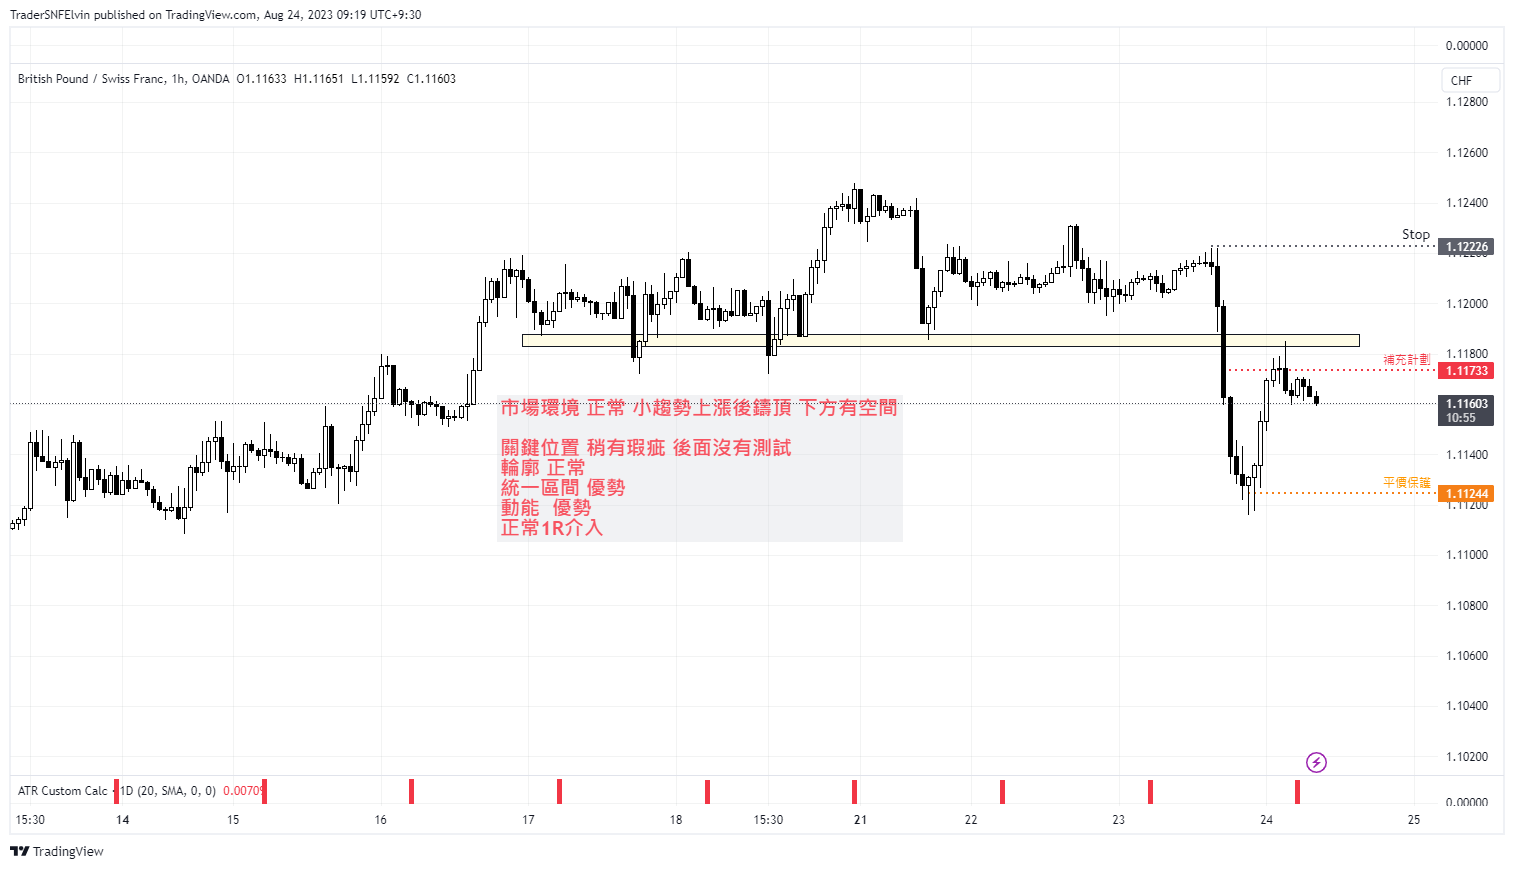 TraderSNFElvin published on TradingView.com, Aug 24, 2023 09:19 UTC+9:30
0.00000
British Pound / Swiss Franc, 1h, OANDA O1.11633 H1.11651 L1.11592 C1.11603
CHF
1.12800
1.12600
1.12400
Stop
1.12226
1.12200
1.12000
1.11800
補充計劃
1.11733
1.11603
10:55
市場環境 正常 小趨勢上漲後鑄頂 下方有空間
關鍵位置 稍有瑕疵 後面沒有測試
輪廓 正常
統一區間 優勢
動能 優勢
正常1R介入
1.11400
平價保護
1.11244
1.11200
1.11000
1.10800
1.10600
1.10400
1.10200
ATR Custom Calc 1D (20, SMA, 0, 0) 0.00709
0.00000
15:30 14 15 16 17 18 15:30 21 22 23 24 25
TradingView